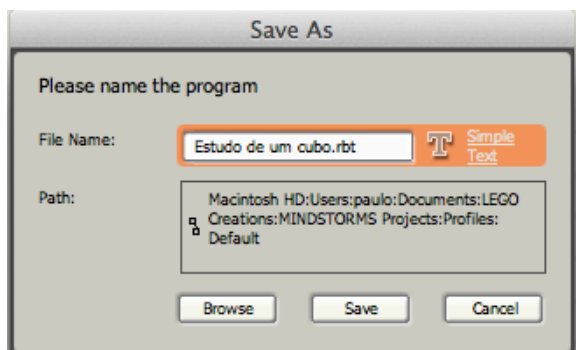 Save As
Please name the program
File Name:
Estudo de um cubo.rbt
Simple
Text
Path:
Macintosh HD:Users:paulo:Documents:LEGO
Creations:MINDSTORMS Projects:Profiles:
Default
Browse
Save
Cancel